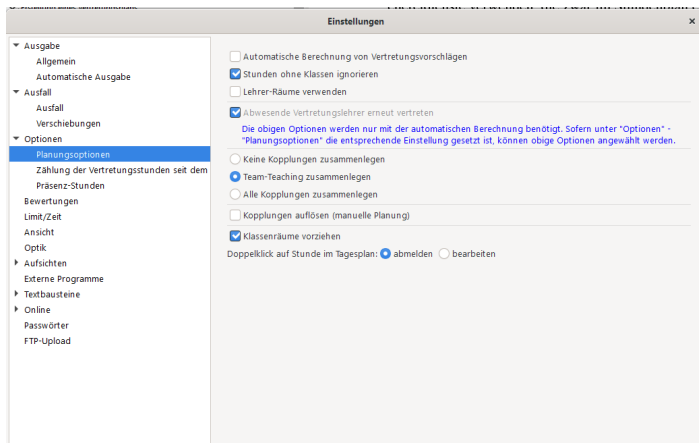 Einstellungen
Ausgabe
Allgemein
Automatische Ausgabe
Ausfall
Ausfall
Verschiebungen
Optionen
Planungsoptionen
Zählung der Vertretungsstunden seit dem
Präsenz-Stunden
Bewertungen
Limit/Zeit
Ansicht
Optik
Aufsichten
Externe Programme
Textbausteine
Online
Passwörter
FTP-Upload
Automatische Berechnung von Vertretungsvorschlägen
Stunden ohne Klassen ignorieren
Lehrer-Räume verwenden
Abwesende Vertretungslehrer erneut vertreten
Die obigen Optionen werden nur mit der automatischen Berechnung benötigt. Sofern unter "Optionen" -
"Planungsoptionen" die entsprechende Einstellung gesetzt ist, können obige Optionen angewählt werden.
Keine Kopplungen zusammenlegen
Team-Teaching zusammenlegen
Alle Kopplungen zusammenlegen
Kopplungen auflösen (manuelle Planung)
Klassenräume vorziehen
Doppelklick auf Stunde im Tagesplan: abmelden bearbeiten